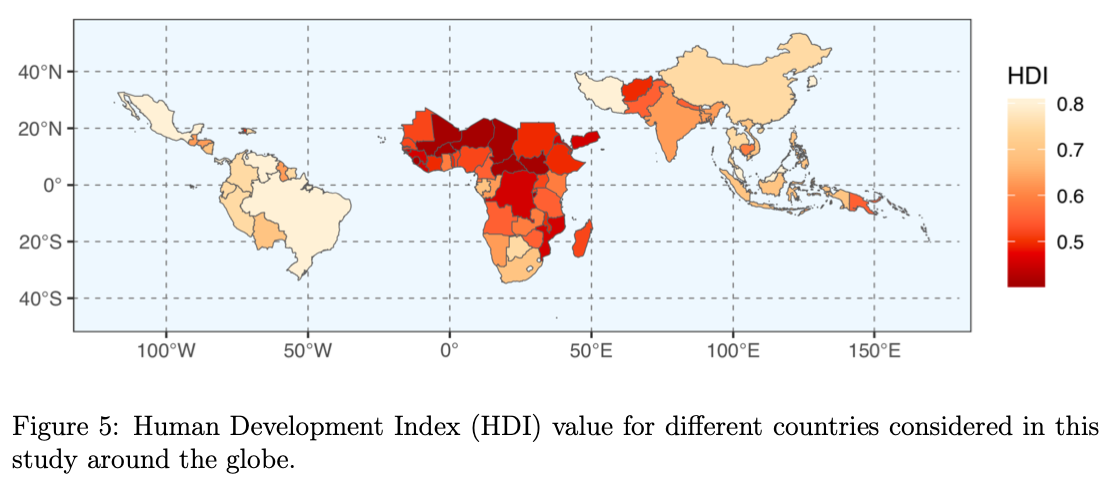 HDI
0.8
0.7
0.6
0.5
40°N
20°N
0°
20°S
40°S
100°W 50°W 0° 50°E 100°E 150°E
Figure 5: Human Development Index (HDI) value for different countries considered in this
study around the globe.